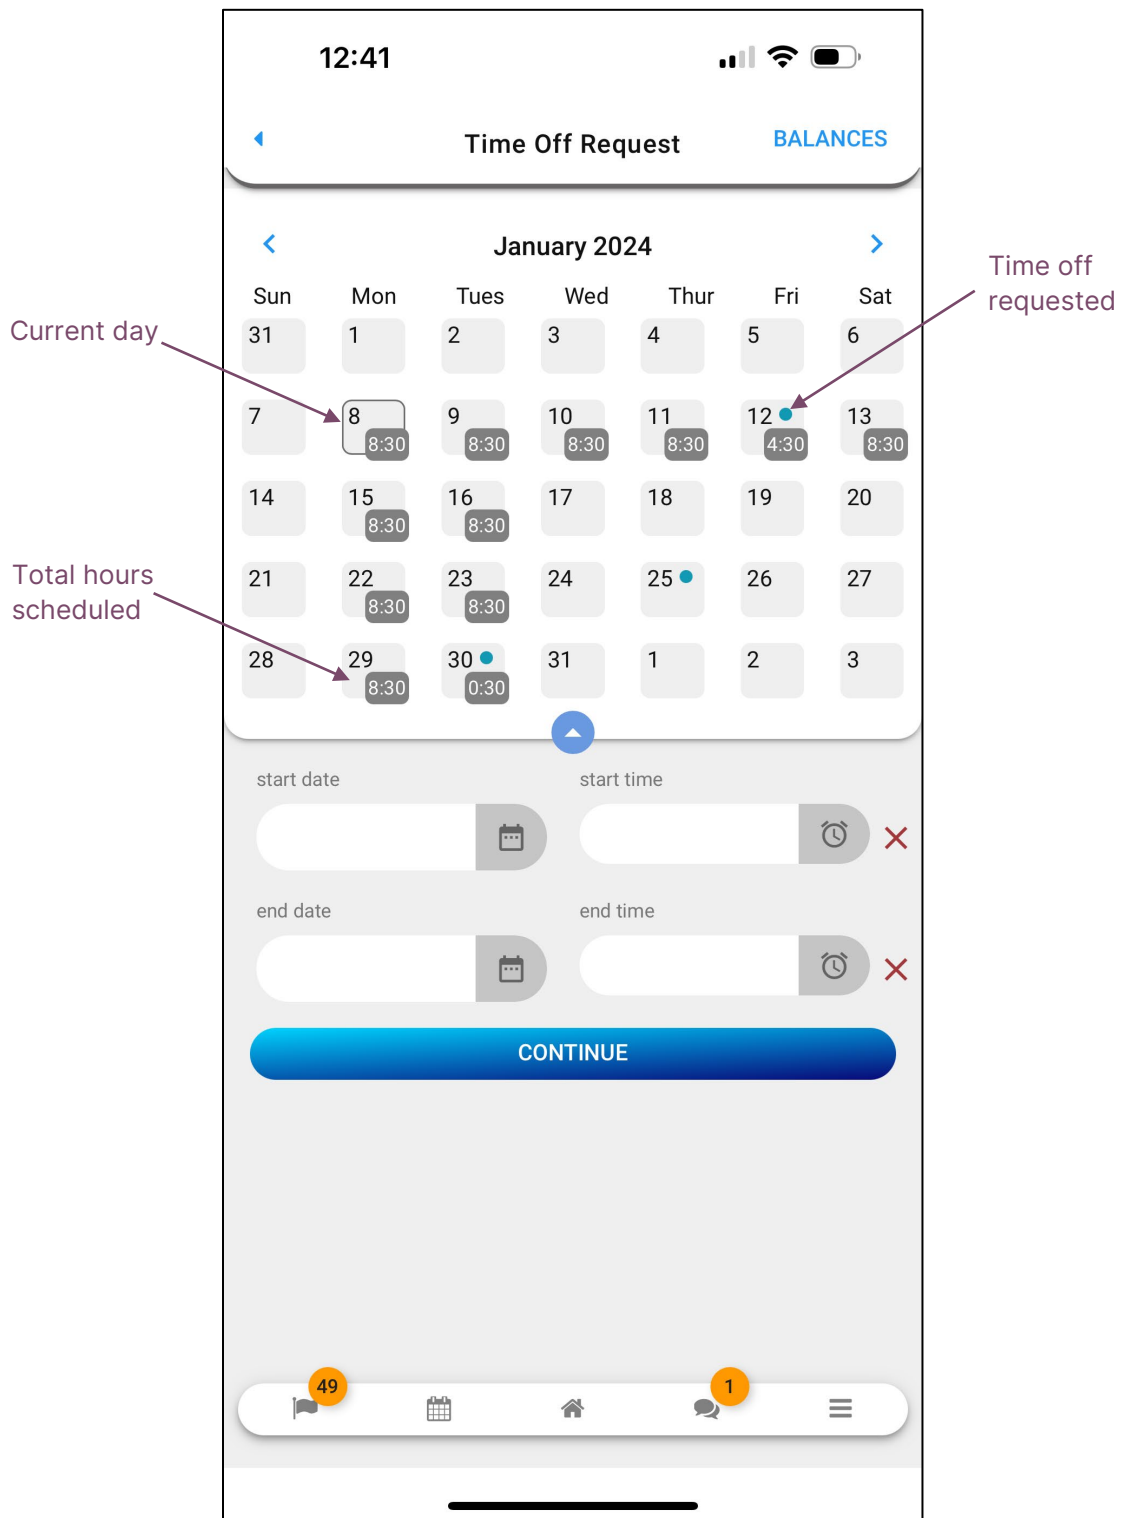 12:41
Time Off Request
BALANCES
January 2024
Sun Mon Tues Wed Thur Fri Sat
Time off
requested
Current day
31 1 2 3 4 5 6
7 8 9 10 11 12 13
8:30 8:30 8:30 8:30 4:30 8:30
14 15 16 17 18 19 20
8:30 8:30
Total hours
scheduled
21 22 23 24 25 26 27
8:30 8:30
28 29 30 31 1 2 3
8:30 0:30
start date start time
end date end time
CONTINUE
49 1